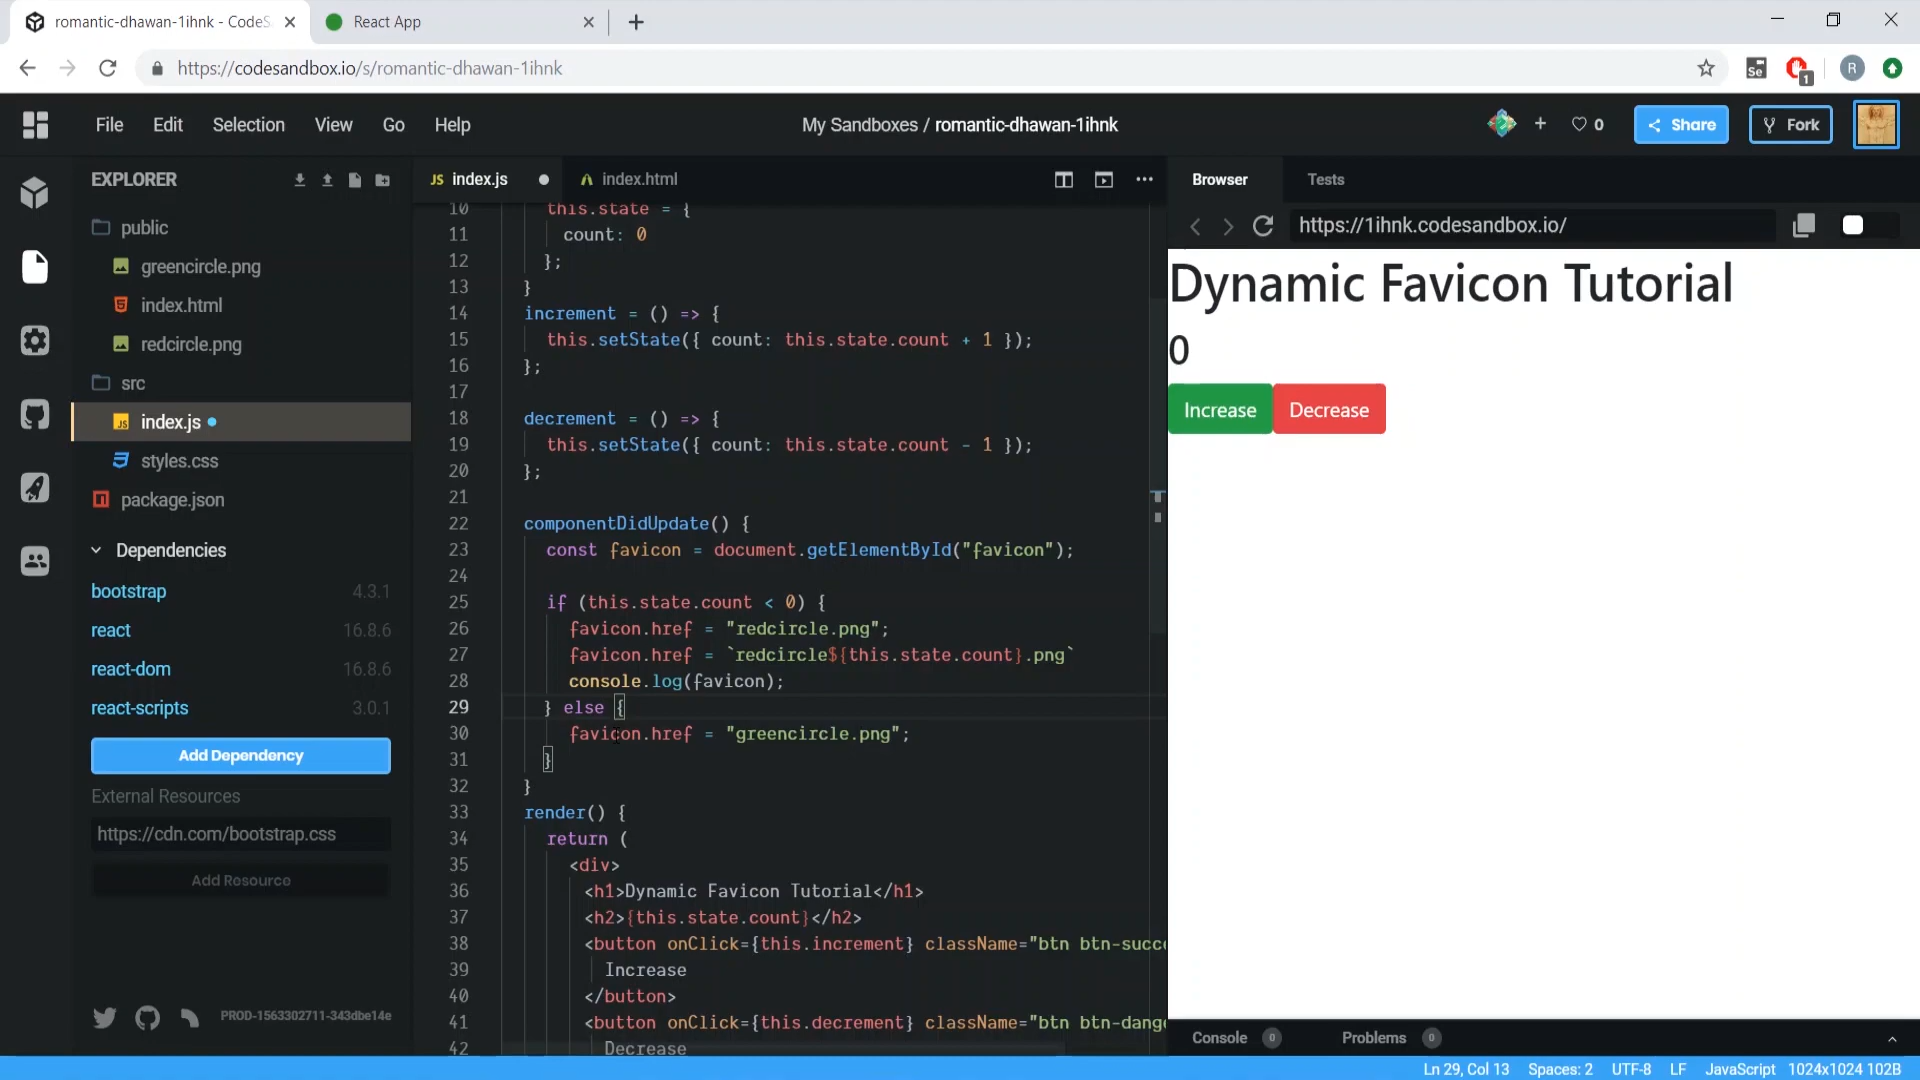 romantic-dhawan-1ihnk - CodeS
React App
https://codesandbox.io/s/romantic-dhawan-1ihnk
Se
1
R
File Edit Selection View Go Help
My Sandboxes / romantic-dhawan-1ihnk
0
Share
Fork
EXPLORER
public
greencircle.png
index.html
redcircle.png
src
index.js
styles.css
package.json
Dependencies
bootstrap 4.3.1
react 16.8.6
react-dom 16.8.6
react-scripts 3.0.1
Add Dependency
External Resources
https://cdn.com/bootstrap.css
Add Resource
PROD-1563302711-343dbe14e
JS index.js
index.html
10 this.state = {
11 count: 0
12 };
13 }
14 increment = () => {
15 this.setState({ count: this.state.count + 1 });
16 };
17
18 decrement = () => {
19 this.setState({ count: this.state.count - 1 });
20 };
21
22 componentDidUpdate() {
23 const favicon = document.getElementById("favicon");
24
25 if (this.state.count < 0) {
26 favicon.href = "redcircle.png";
27 favicon.href = `redcircle${this.state.count}.png`
28 console.log(favicon);
29 } else {
30 favicon.href = "greencircle.png";
31 }
32 }
33 render() {
34 return (
35 <div>
36 <h1>Dynamic Favicon Tutorial</h1>
37 <h2>{this.state.count}</h2>
38 <button onClick={this.increment} className="btn btn-succe
39 Increase
40 </button>
41 <button onClick={this.decrement} className="btn btn-dange
42 Decrease
Browser Tests
https://1ihnk.codesandbox.io/
Dynamic Favicon Tutorial
0
Increase Decrease
Console 0 Problems 0
Ln 29, Col 13 Spaces: 2 UTF-8 LF JavaScript 1024x1024 102B